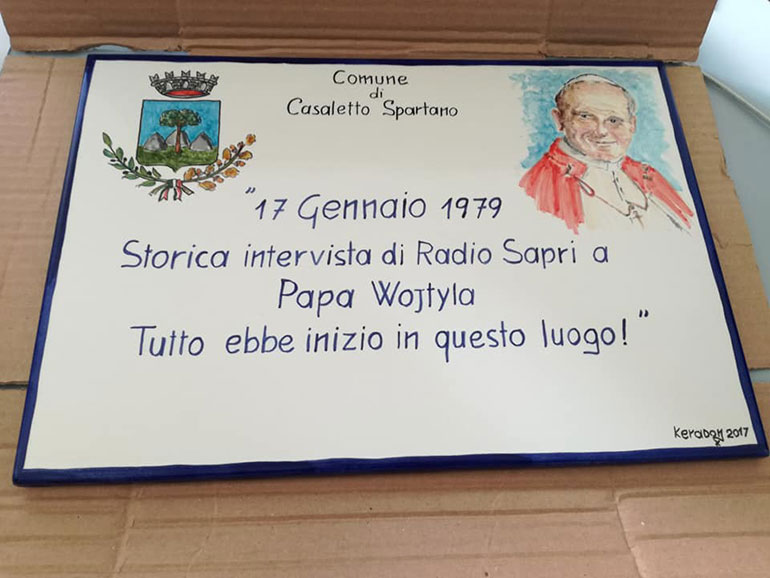 Comune
di
Casaletto Spartano
"17 Gennaio 1979
Storica intervista di Radio Sapri a
Papa Wojtyla
Tutto ebbe inizio in questo luogo!"
2017